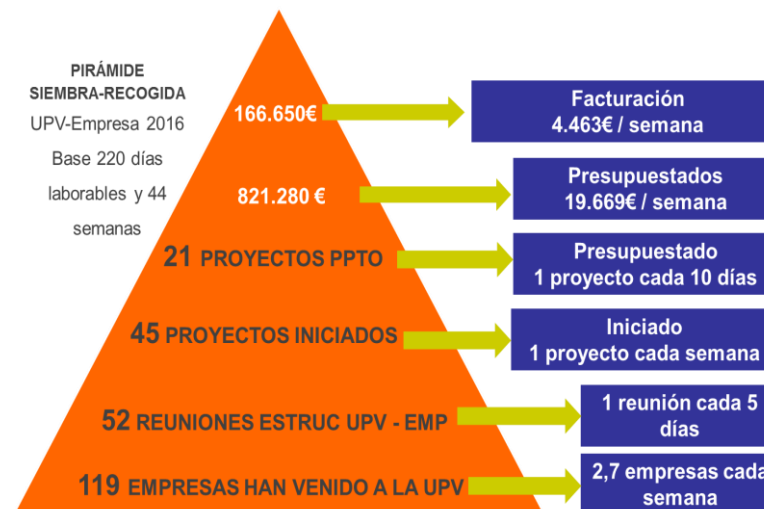 PIRÁMIDE
SIEMBRA-RECOGIDA
UPV-Empresa 2016
Base 220 días
laborables y 44
semanas
166.650€
Facturación
4.463€ / semana
821.280 €
Presupuestados
19.669€ / semana
21 PROYECTOS PPTO
Presupuestado
1 proyecto cada 10 días
45 PROYECTOS INICIADOS
Iniciado
1 proyecto cada semana
52 REUNIONES ESTRUC UPV - EMP
1 reunión cada 5
días
119 EMPRESAS HAN VENIDO A LA UPV
2,7 empresas cada
semana